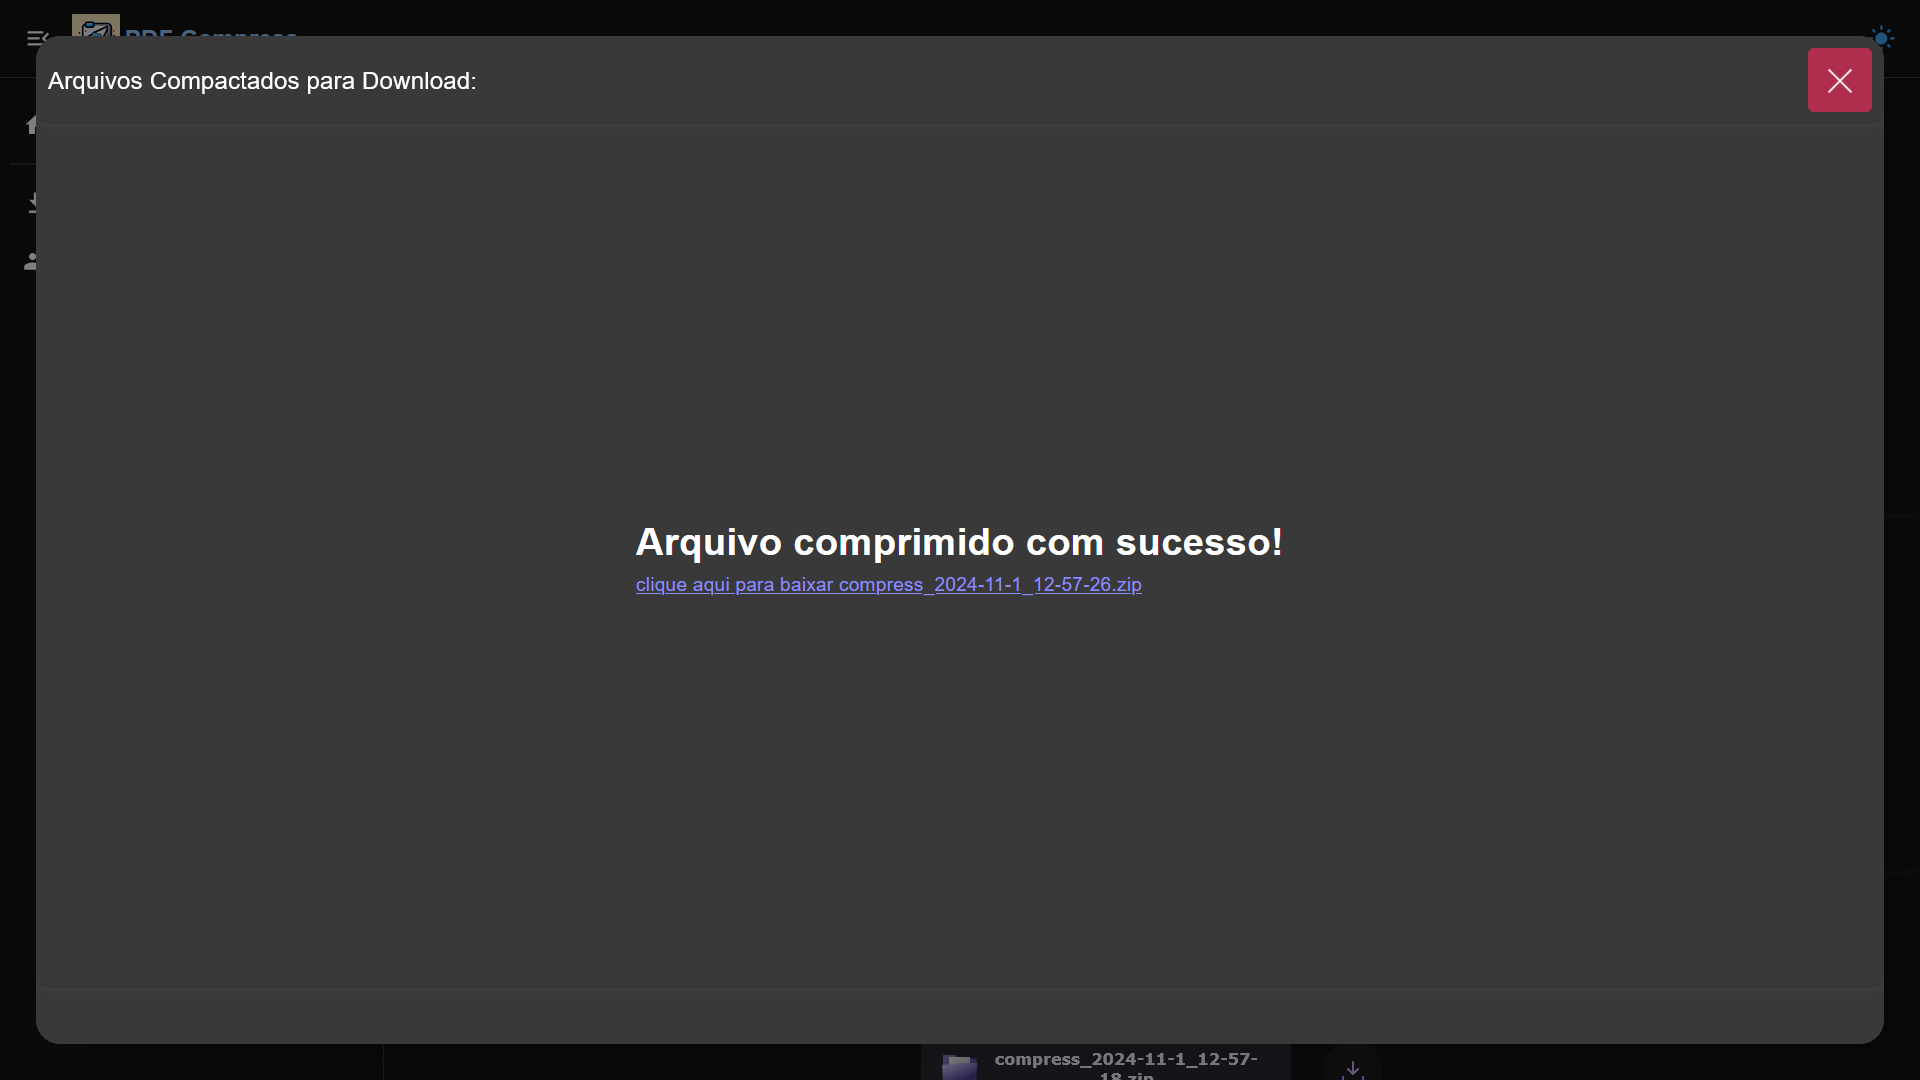 PDF Compress
Arquivos Compactados para Download:
Arquivo comprimido com sucesso!
clique aqui para baixar compress_2024-11-1_12-57-26.zip
compress_2024-11-1_12-57-
18.zip